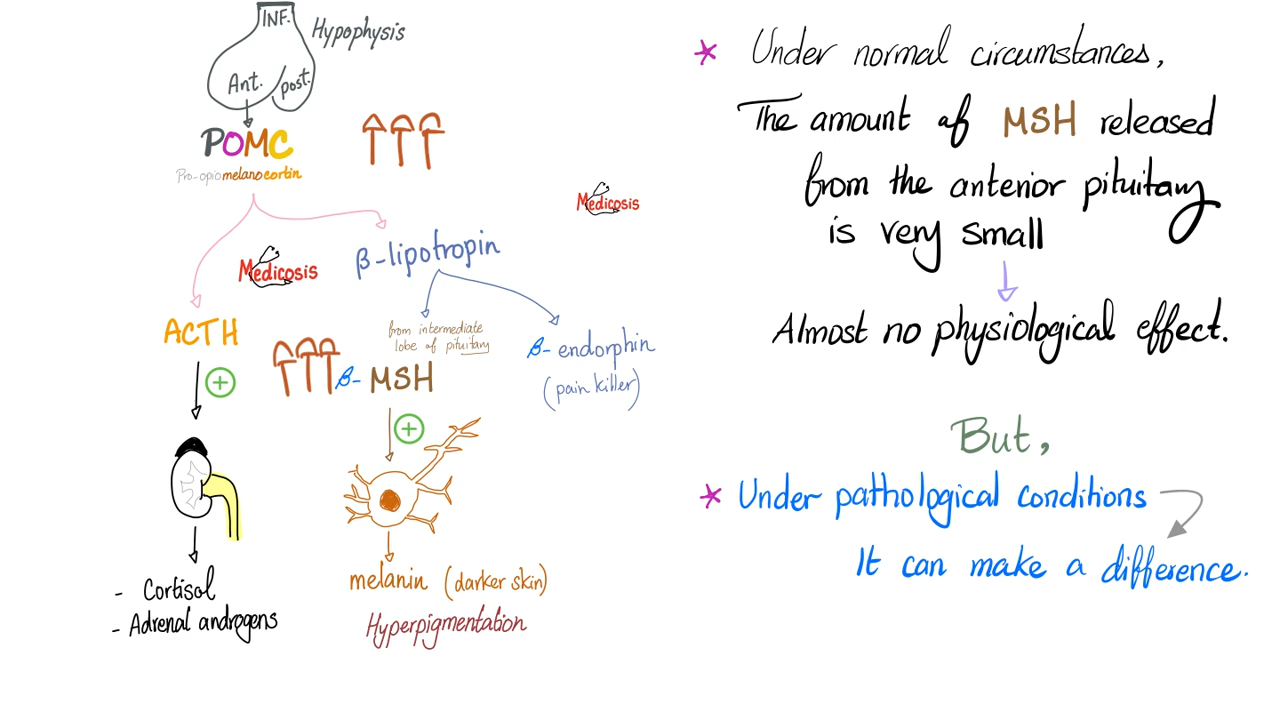 INF.
Hypophysis
Ant. post.
POMC
Pro-opiomelanocortin
Medicosis
β-lipotropin
Medicosis
ACTH
from intermediate
lobe of pituitary
β- MSH
β- endorphin
(pain killer)
- Cortisol
- Adrenal androgens
melanin (darker skin)
Hyperpigmentation
* Under normal circumstances,
The amount of MSH released
from the anterior pituitary
is very small
Almost no physiological effect.
But,
* Under pathological conditions
It can make a difference.